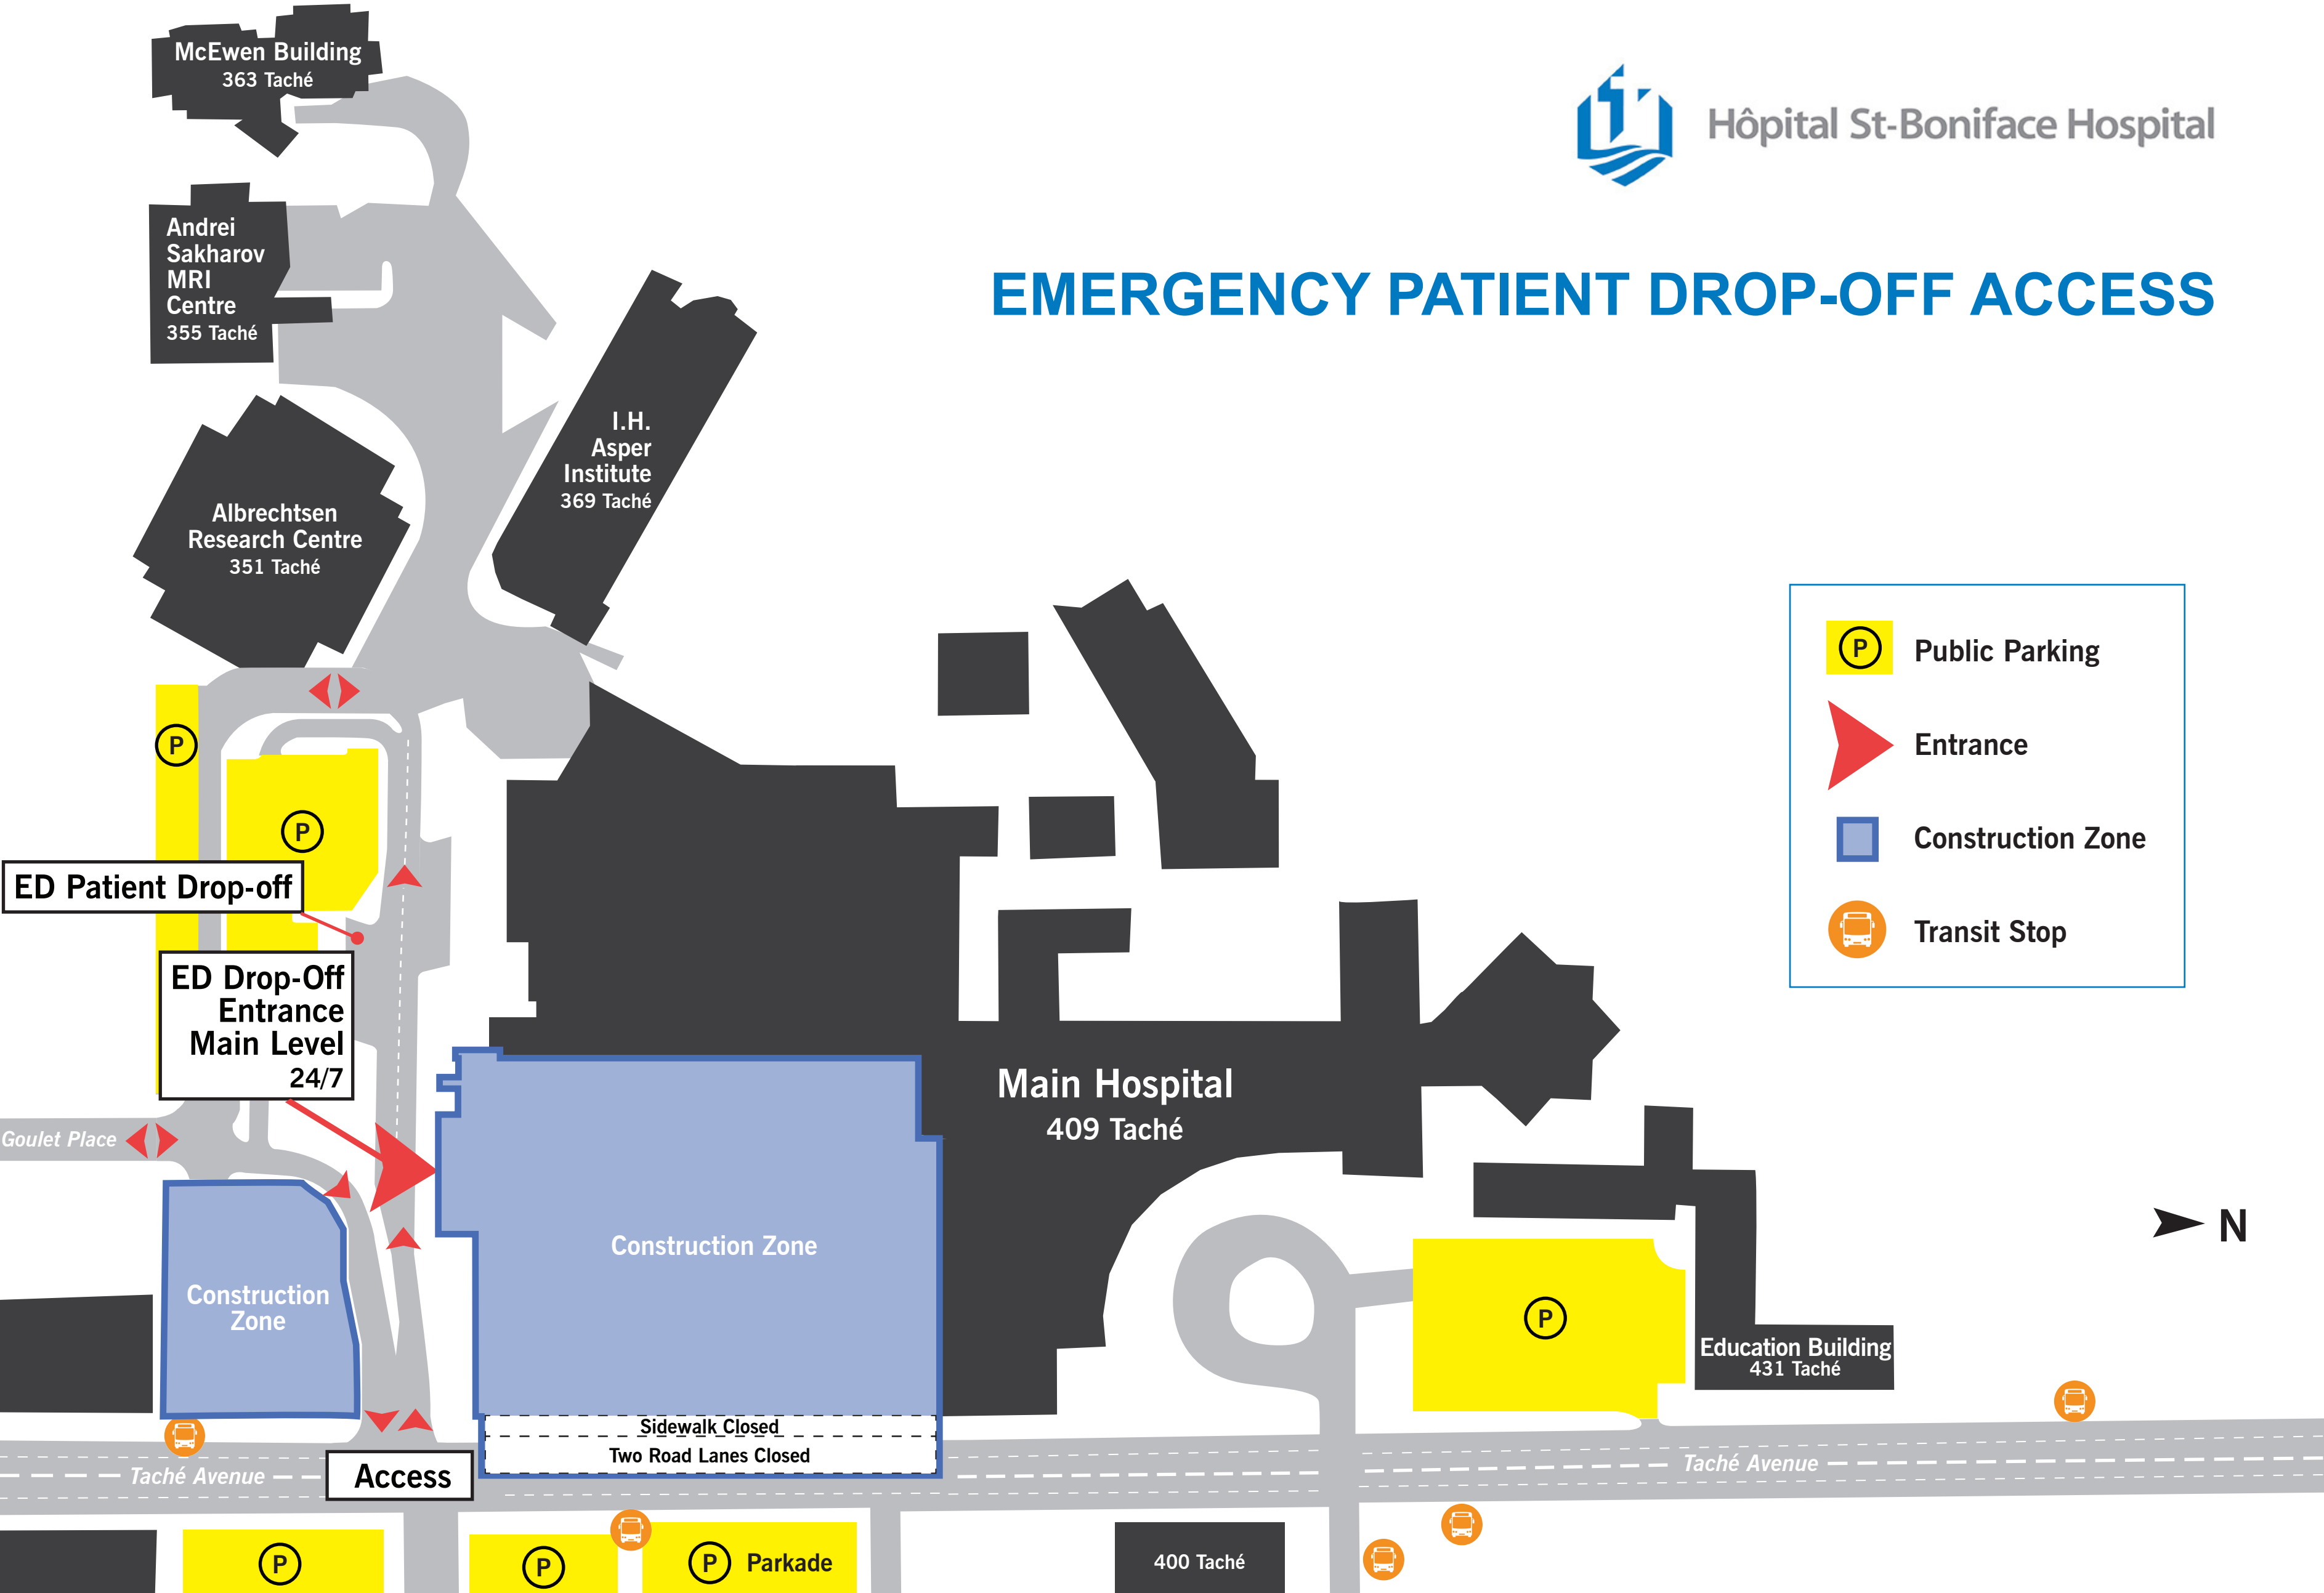 McEwen Building
363 Taché
Hôpital St-Boniface Hospital
Andrei
Sakharov
MRI
Centre
355 Taché
EMERGENCY PATIENT DROP-OFF ACCESS
I.H.
Asper
Institute
369 Taché
Albrechtsen
Research Centre
351 Taché
P
Public Parking
Entrance
Construction Zone
Transit Stop
P
P
ED Patient Drop-off
ED Drop-Off
Entrance
Main Level
24/7
Main Hospital
409 Taché
Goulet Place
N
Construction Zone
Construction
Zone
P
Education Building
431 Taché
Sidewalk Closed
Two Road Lanes Closed
Taché Avenue
Access
Taché Avenue
P
P
P Parkade
400 Taché